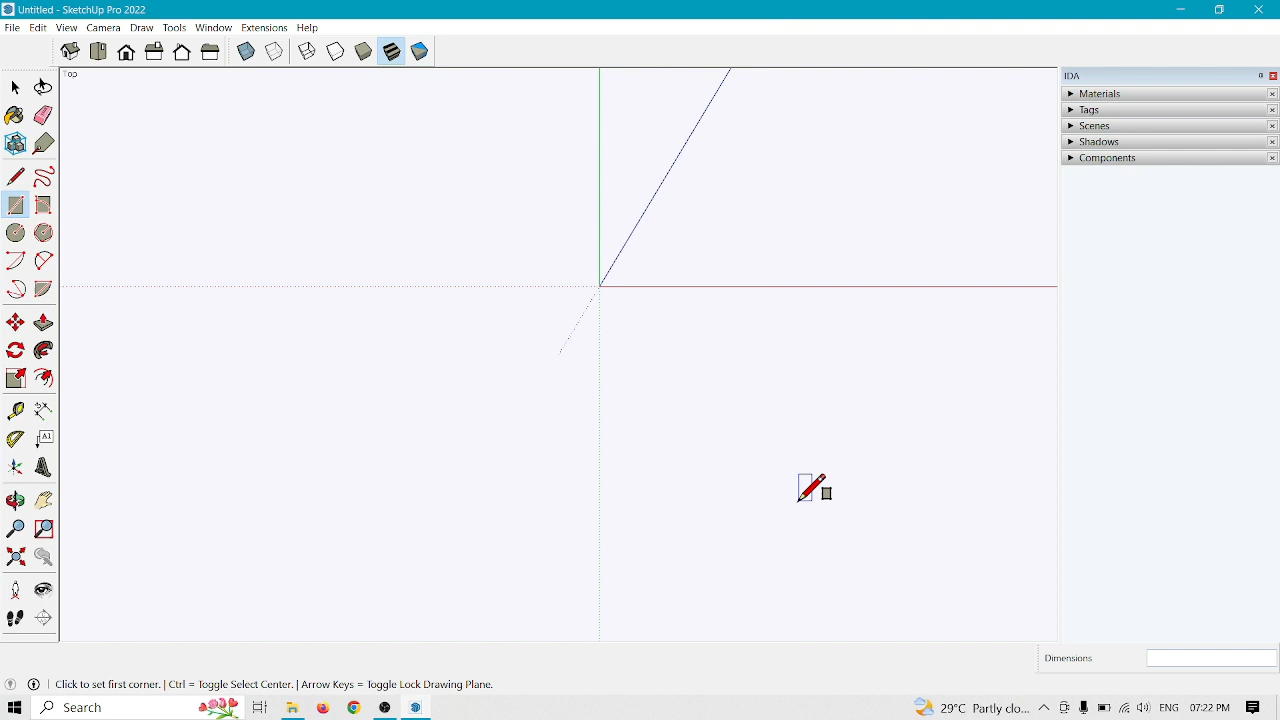 Untitled - SketchUp Pro 2022
File Edit View Camera Draw Tools Window Extensions Help
Top
IDA
Materials
Tags
Scenes
Shadows
Components
A1
Dimensions
Click to set first corner. | Ctrl = Toggle Select Center. | Arrow Keys = Toggle Lock Drawing Plane.
Search
29°C Partly clo... ENG 07:22 PM